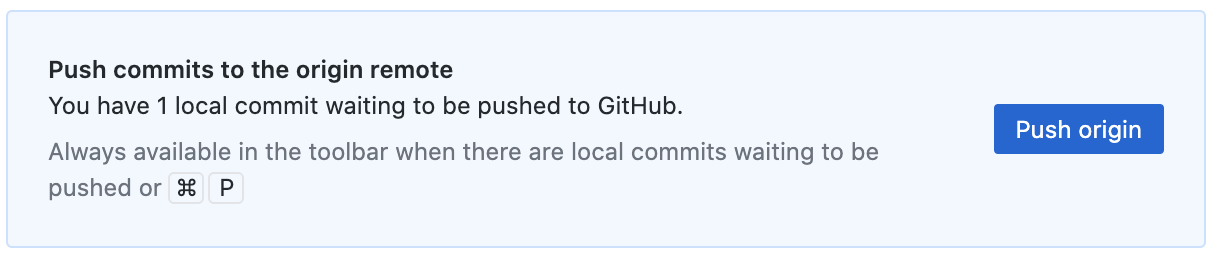 Push commits to the origin remote
You have 1 local commit waiting to be pushed to GitHub.
Always available in the toolbar when there are local commits waiting to be
pushed or ⌘ P
Push origin